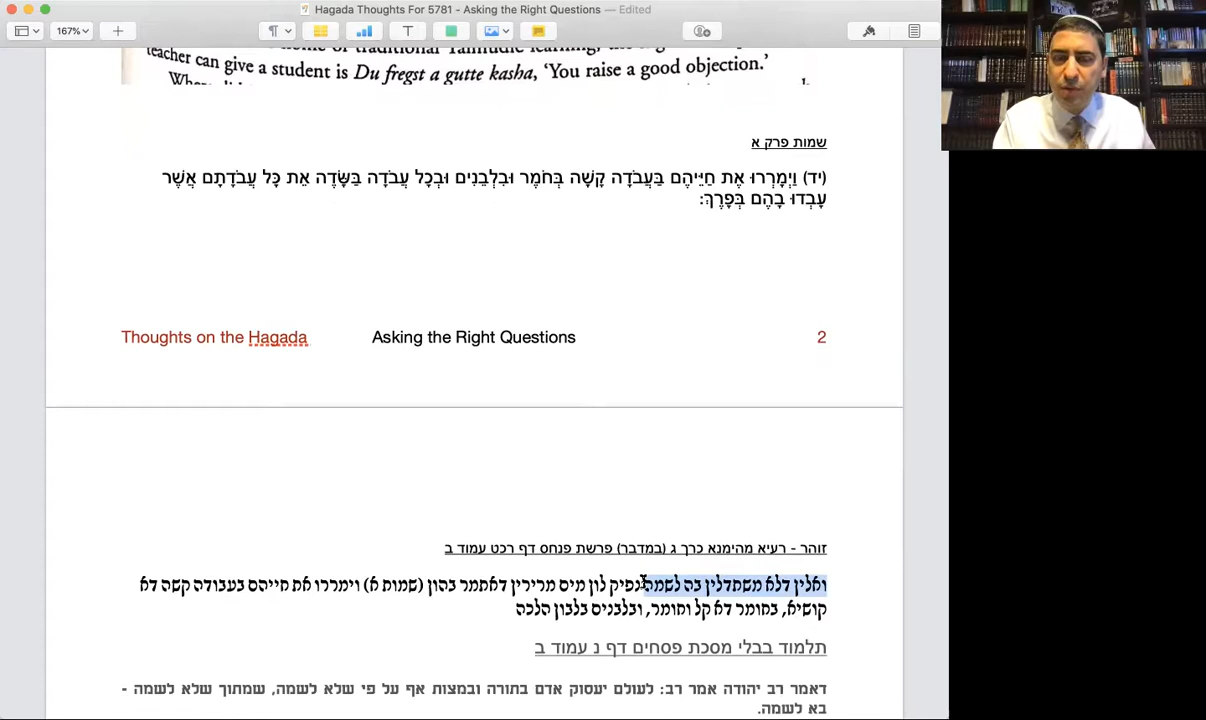 Hagada Thoughts For 5781 - Asking the Right Questions — Edited
167%
teacher can give a student is Du fregst a gutte kasha, 'You raise a good objection.'
שמות פרק א
(יד) וַיְמָרְרוּ אֶת חַיֵּיהֶם בַּעֲבֹדָה קָשָׁה בְּחֹמֶר וּבִלְבֵנִים וּבְכָל עֲבֹדָה בַּשָּׂדֶה אֵת כָּל עֲבֹדָתָם אֲשֶׁר
עָבְדוּ בָהֶם בְּפָרֶךְ:
Thoughts on the Hagada Asking the Right Questions 2
זוהר - רעיא מהימנא כרך ג (במדבר) פרשת פנחס דף רכט עמוד ב
ואלין דלא משתדלין בה לשמה נפיק לון מים מרירין דאתמר בהון (שמות א) וימררו את חייהם בעבודה קשה דא
קושיא, בחומר דא קל וחומר, ובלבנים בלבון הלכה
תלמוד בבלי מסכת פסחים דף נ עמוד ב
דאמר רב יהודה אמר רב: לעולם יעסוק אדם בתורה ובמצות אף על פי שלא לשמה, שמתוך שלא לשמה -
בא לשמה.